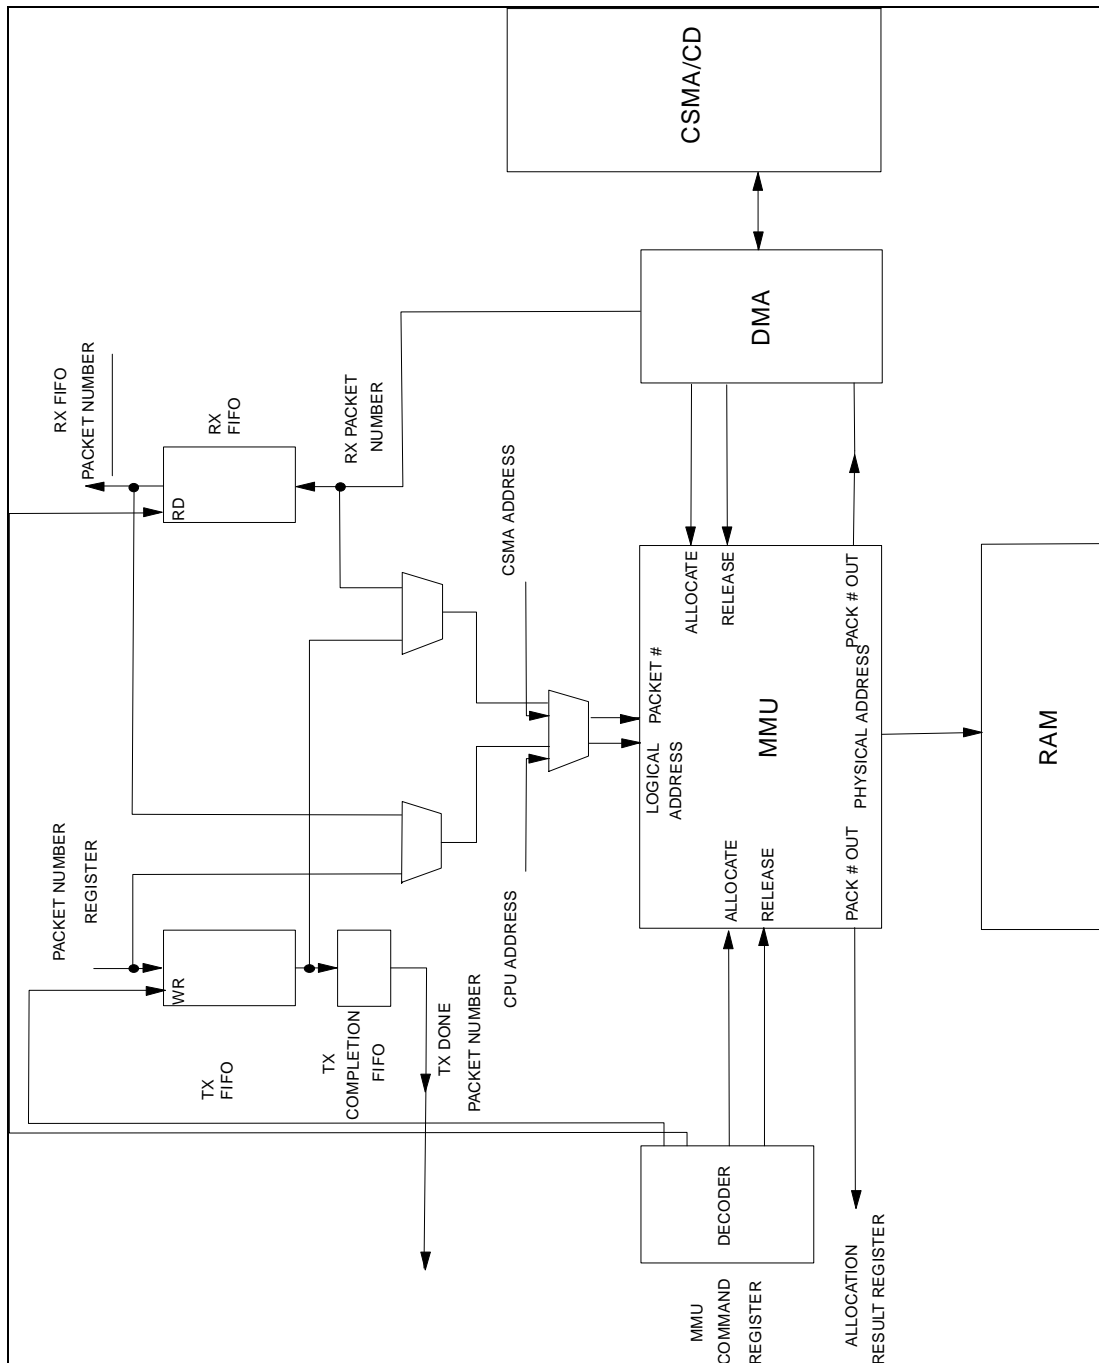 CSMA/CD
DMA
RX FIFO
PACKET NUMBER
RX
FIFO
RD
RX PACKET
NUMBER
CSMA ADDRESS
ALLOCATE
RELEASE
PACK # OUT
PACKET #
LOGICAL
ADDRESS
MMU
PHYSICAL ADDRESS
RAM
PACKET NUMBER
REGISTER
WR
TX
FIFO
TX
COMPLETION
FIFO
TX DONE
PACKET NUMBER
CPU ADDRESS
ALLOCATE
RELEASE
PACK # OUT
DECODER
MMU
COMMAND
REGISTER
ALLOCATION
RESULT REGISTER